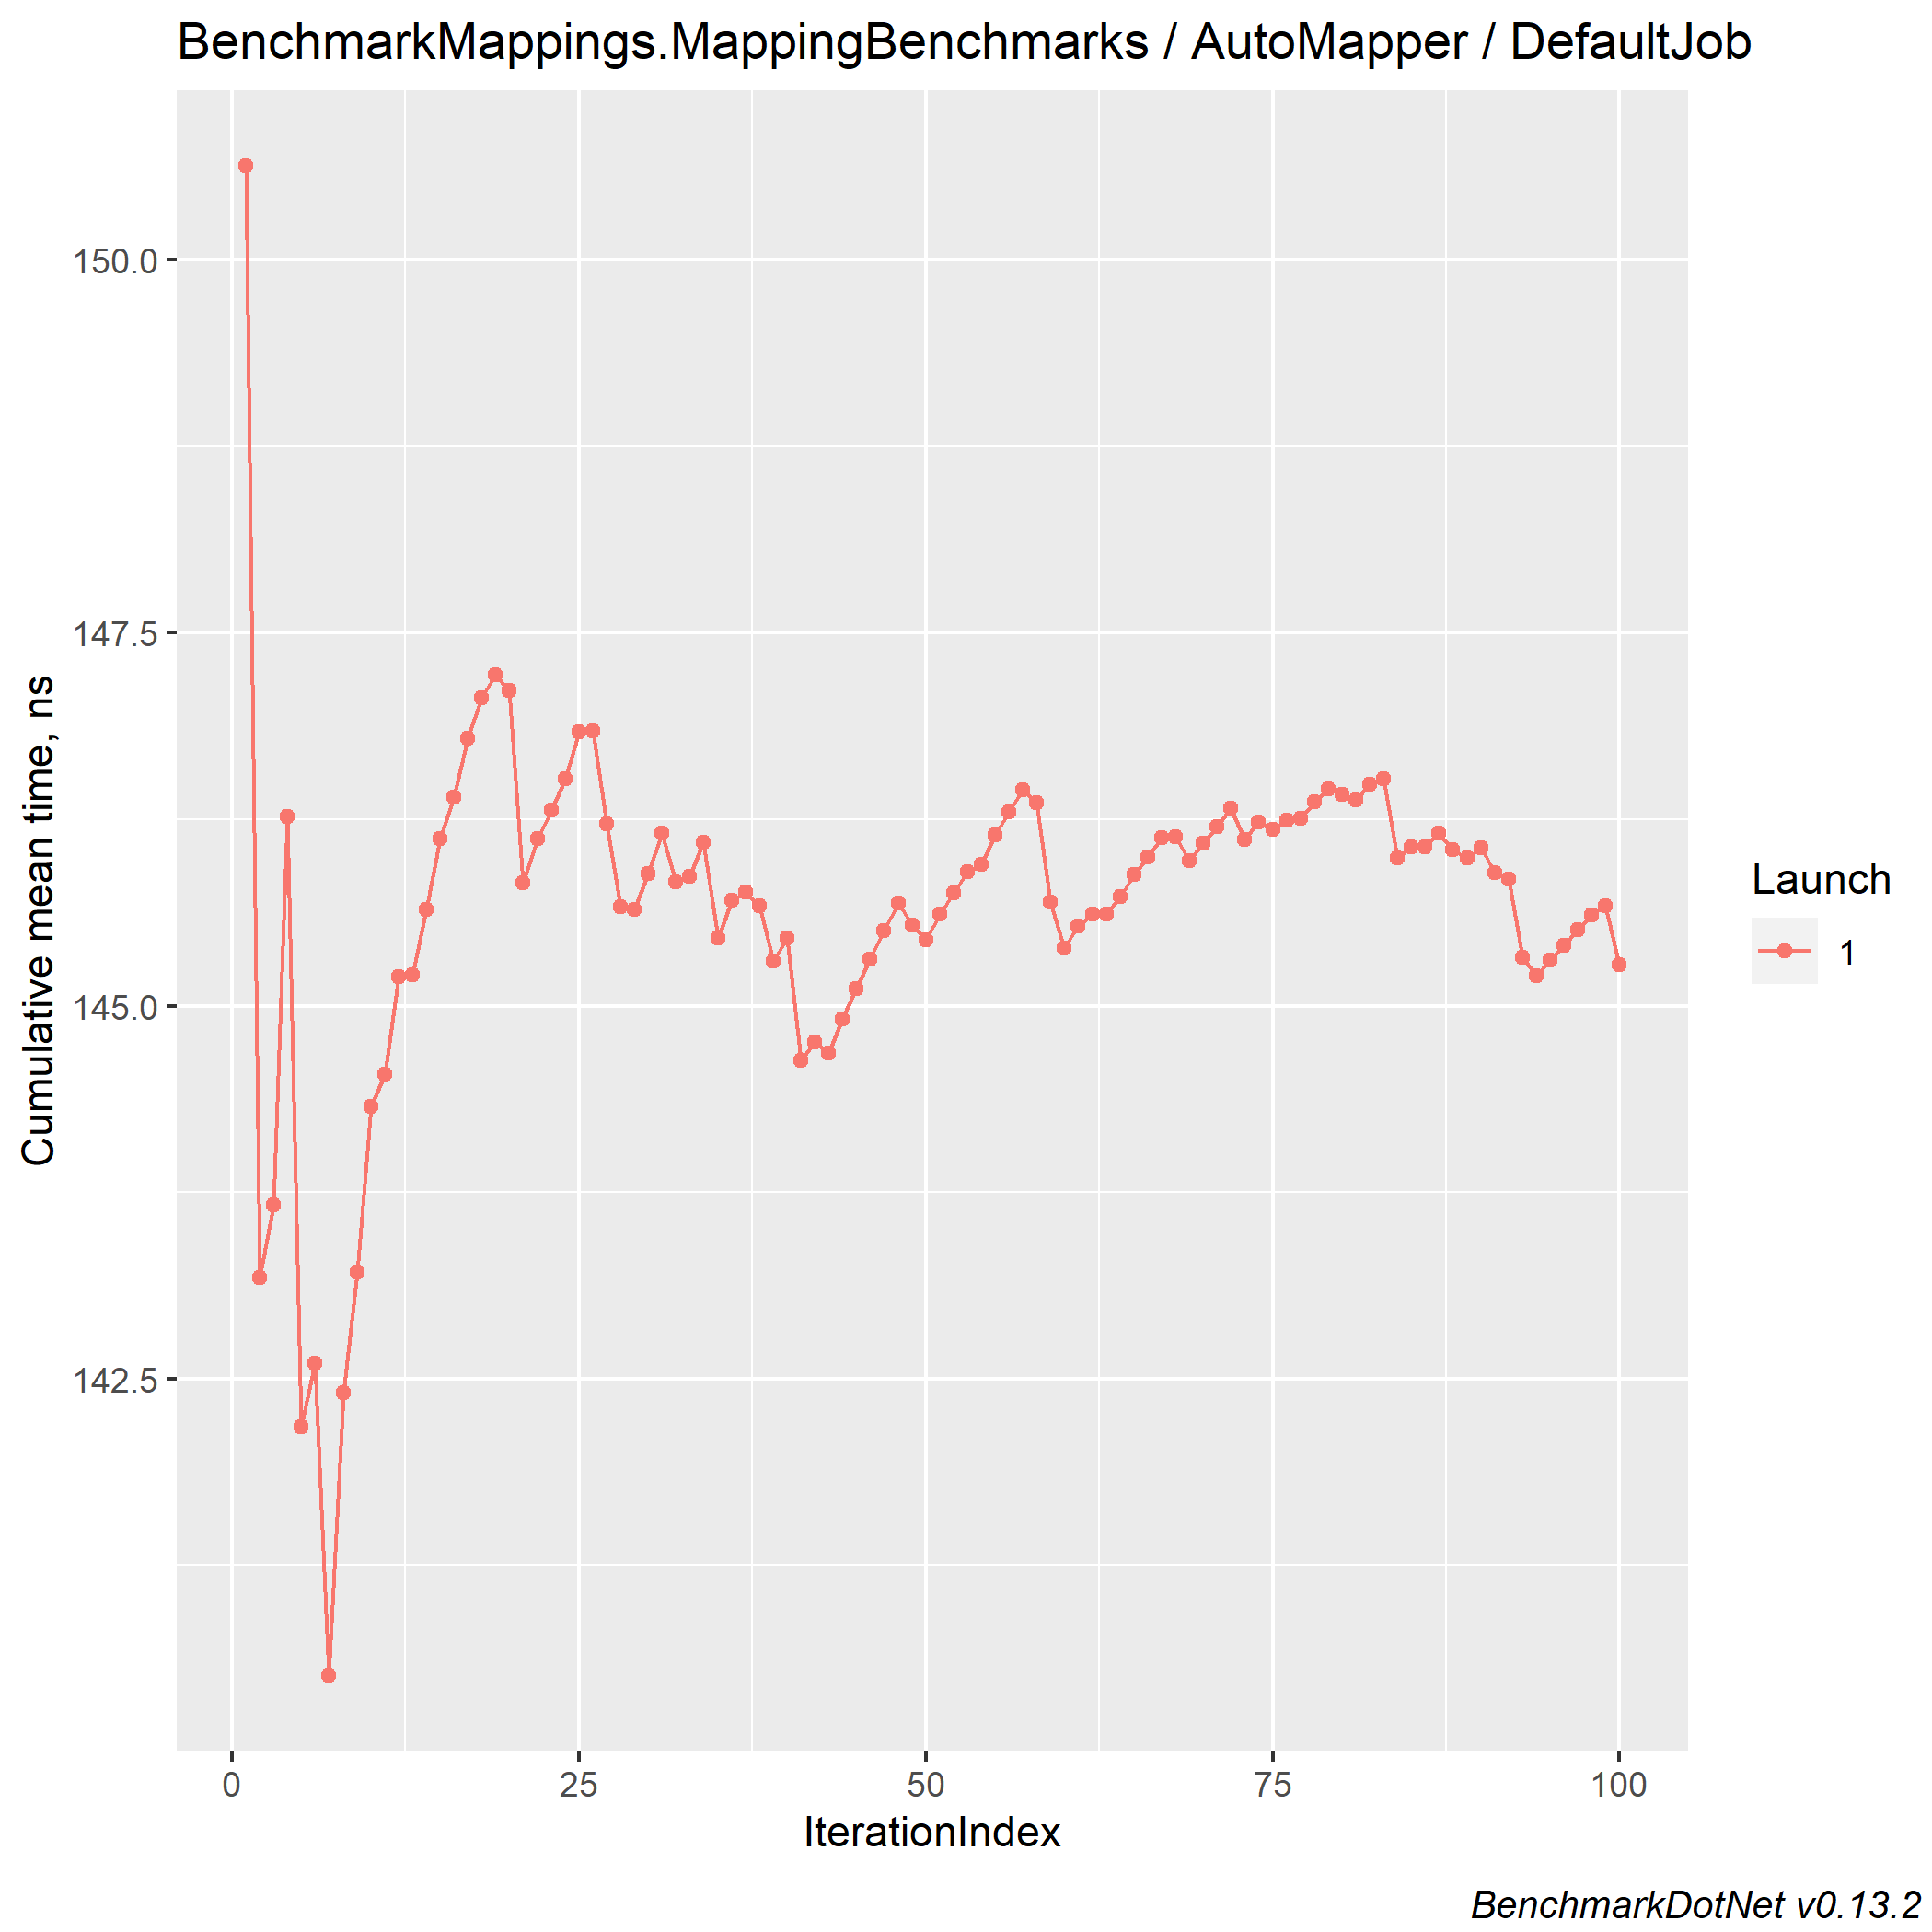 BenchmarkMappings.MappingBenchmarks / AutoMapper / DefaultJob
Cumulative mean time, ns
150.0
147.5
145.0
142.5
0 25 50 75 100
IterationIndex
Launch
1
BenchmarkDotNet v0.13.2